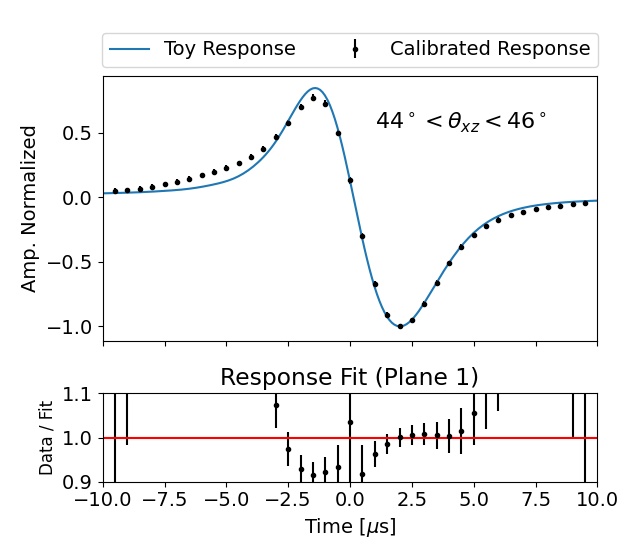 Toy Response Calibrated Response
44° < θxz < 46°
0.5
0.0
−0.5
−1.0
Amp. Normalized
Response Fit (Plane 1)
1.1
1.0
0.9
Data / Fit
−10.0 −7.5 −5.0 −2.5 0.0 2.5 5.0 7.5 10.0
Time [μs]